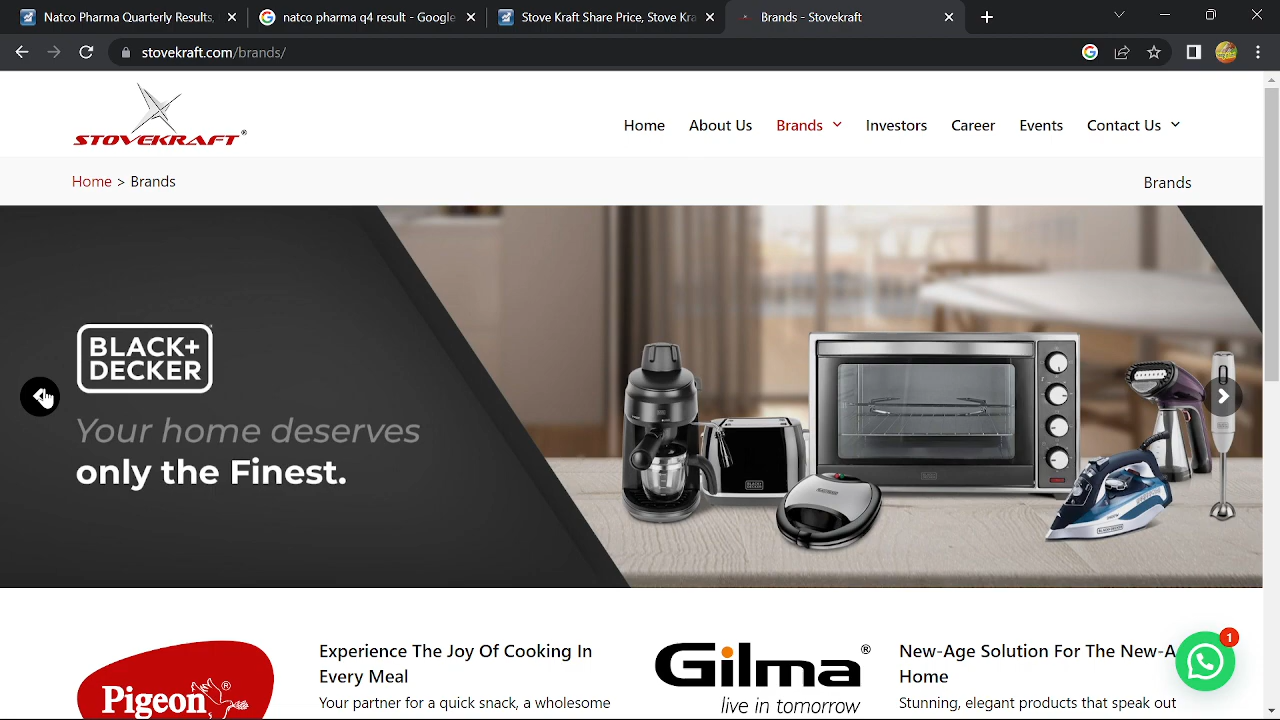 Natco Pharma Quarterly Results,
natco pharma q4 result - Google
Stove Kraft Share Price, Stove Kra
Brands - Stovekraft
stovekraft.com/brands/
STOVEKRAFT®
Home
About Us
Brands
Investors
Career
Events
Contact Us
Home > Brands
Brands
BLACK+
DECKER
Your home deserves
only the Finest.
Pigeon®
Experience The Joy Of Cooking In
Every Meal
Your partner for a quick snack, a wholesome
Gilma®
live in tomorrow
New-Age Solution For The New-A
Home
Stunning, elegant products that speak out
1